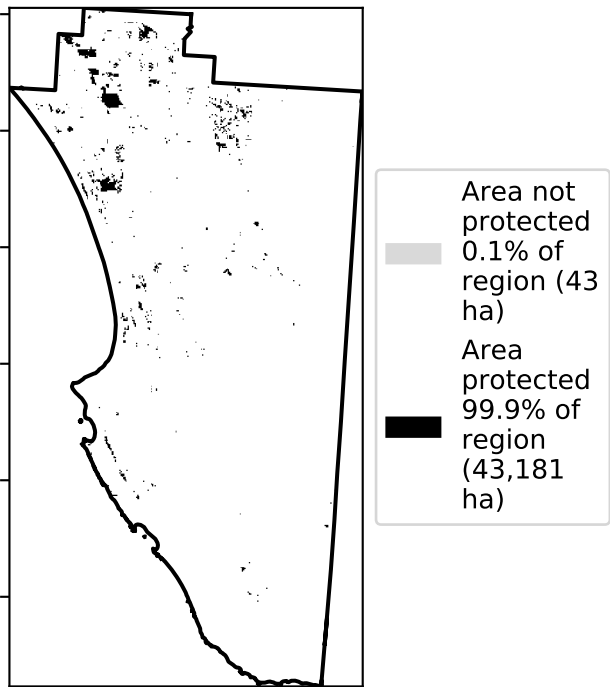 Area not
protected
0.1% of
region (43
ha)
Area
protected
99.9% of
region
(43,181
ha)